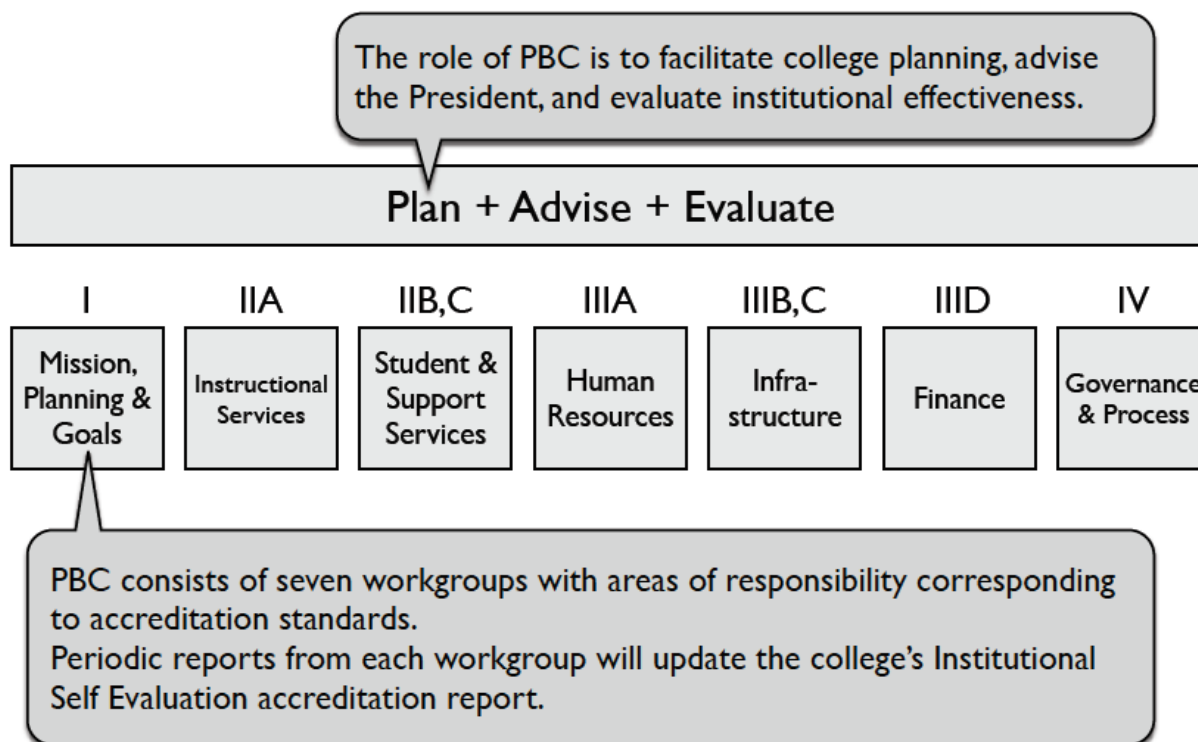 The role of PBC is to facilitate college planning, advise
the President, and evaluate institutional effectiveness.
Plan + Advise + Evaluate
I
IIA
IIB,C
IIIA
IIIB,C
IIID
IV
Mission,
Planning &
Goals
Instructional
Services
Student &
Support
Services
Human
Resources
Infra-
structure
Finance
Governance
& Process
PBC consists of seven workgroups with areas of responsibility corresponding
to accreditation standards.
Periodic reports from each workgroup will update the college's Institutional
Self Evaluation accreditation report.